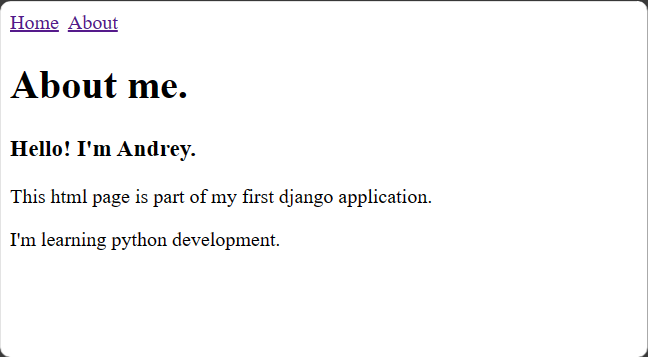 Home About
About me.
Hello! I'm Andrey.
This html page is part of my first django application.
I'm learning python development.